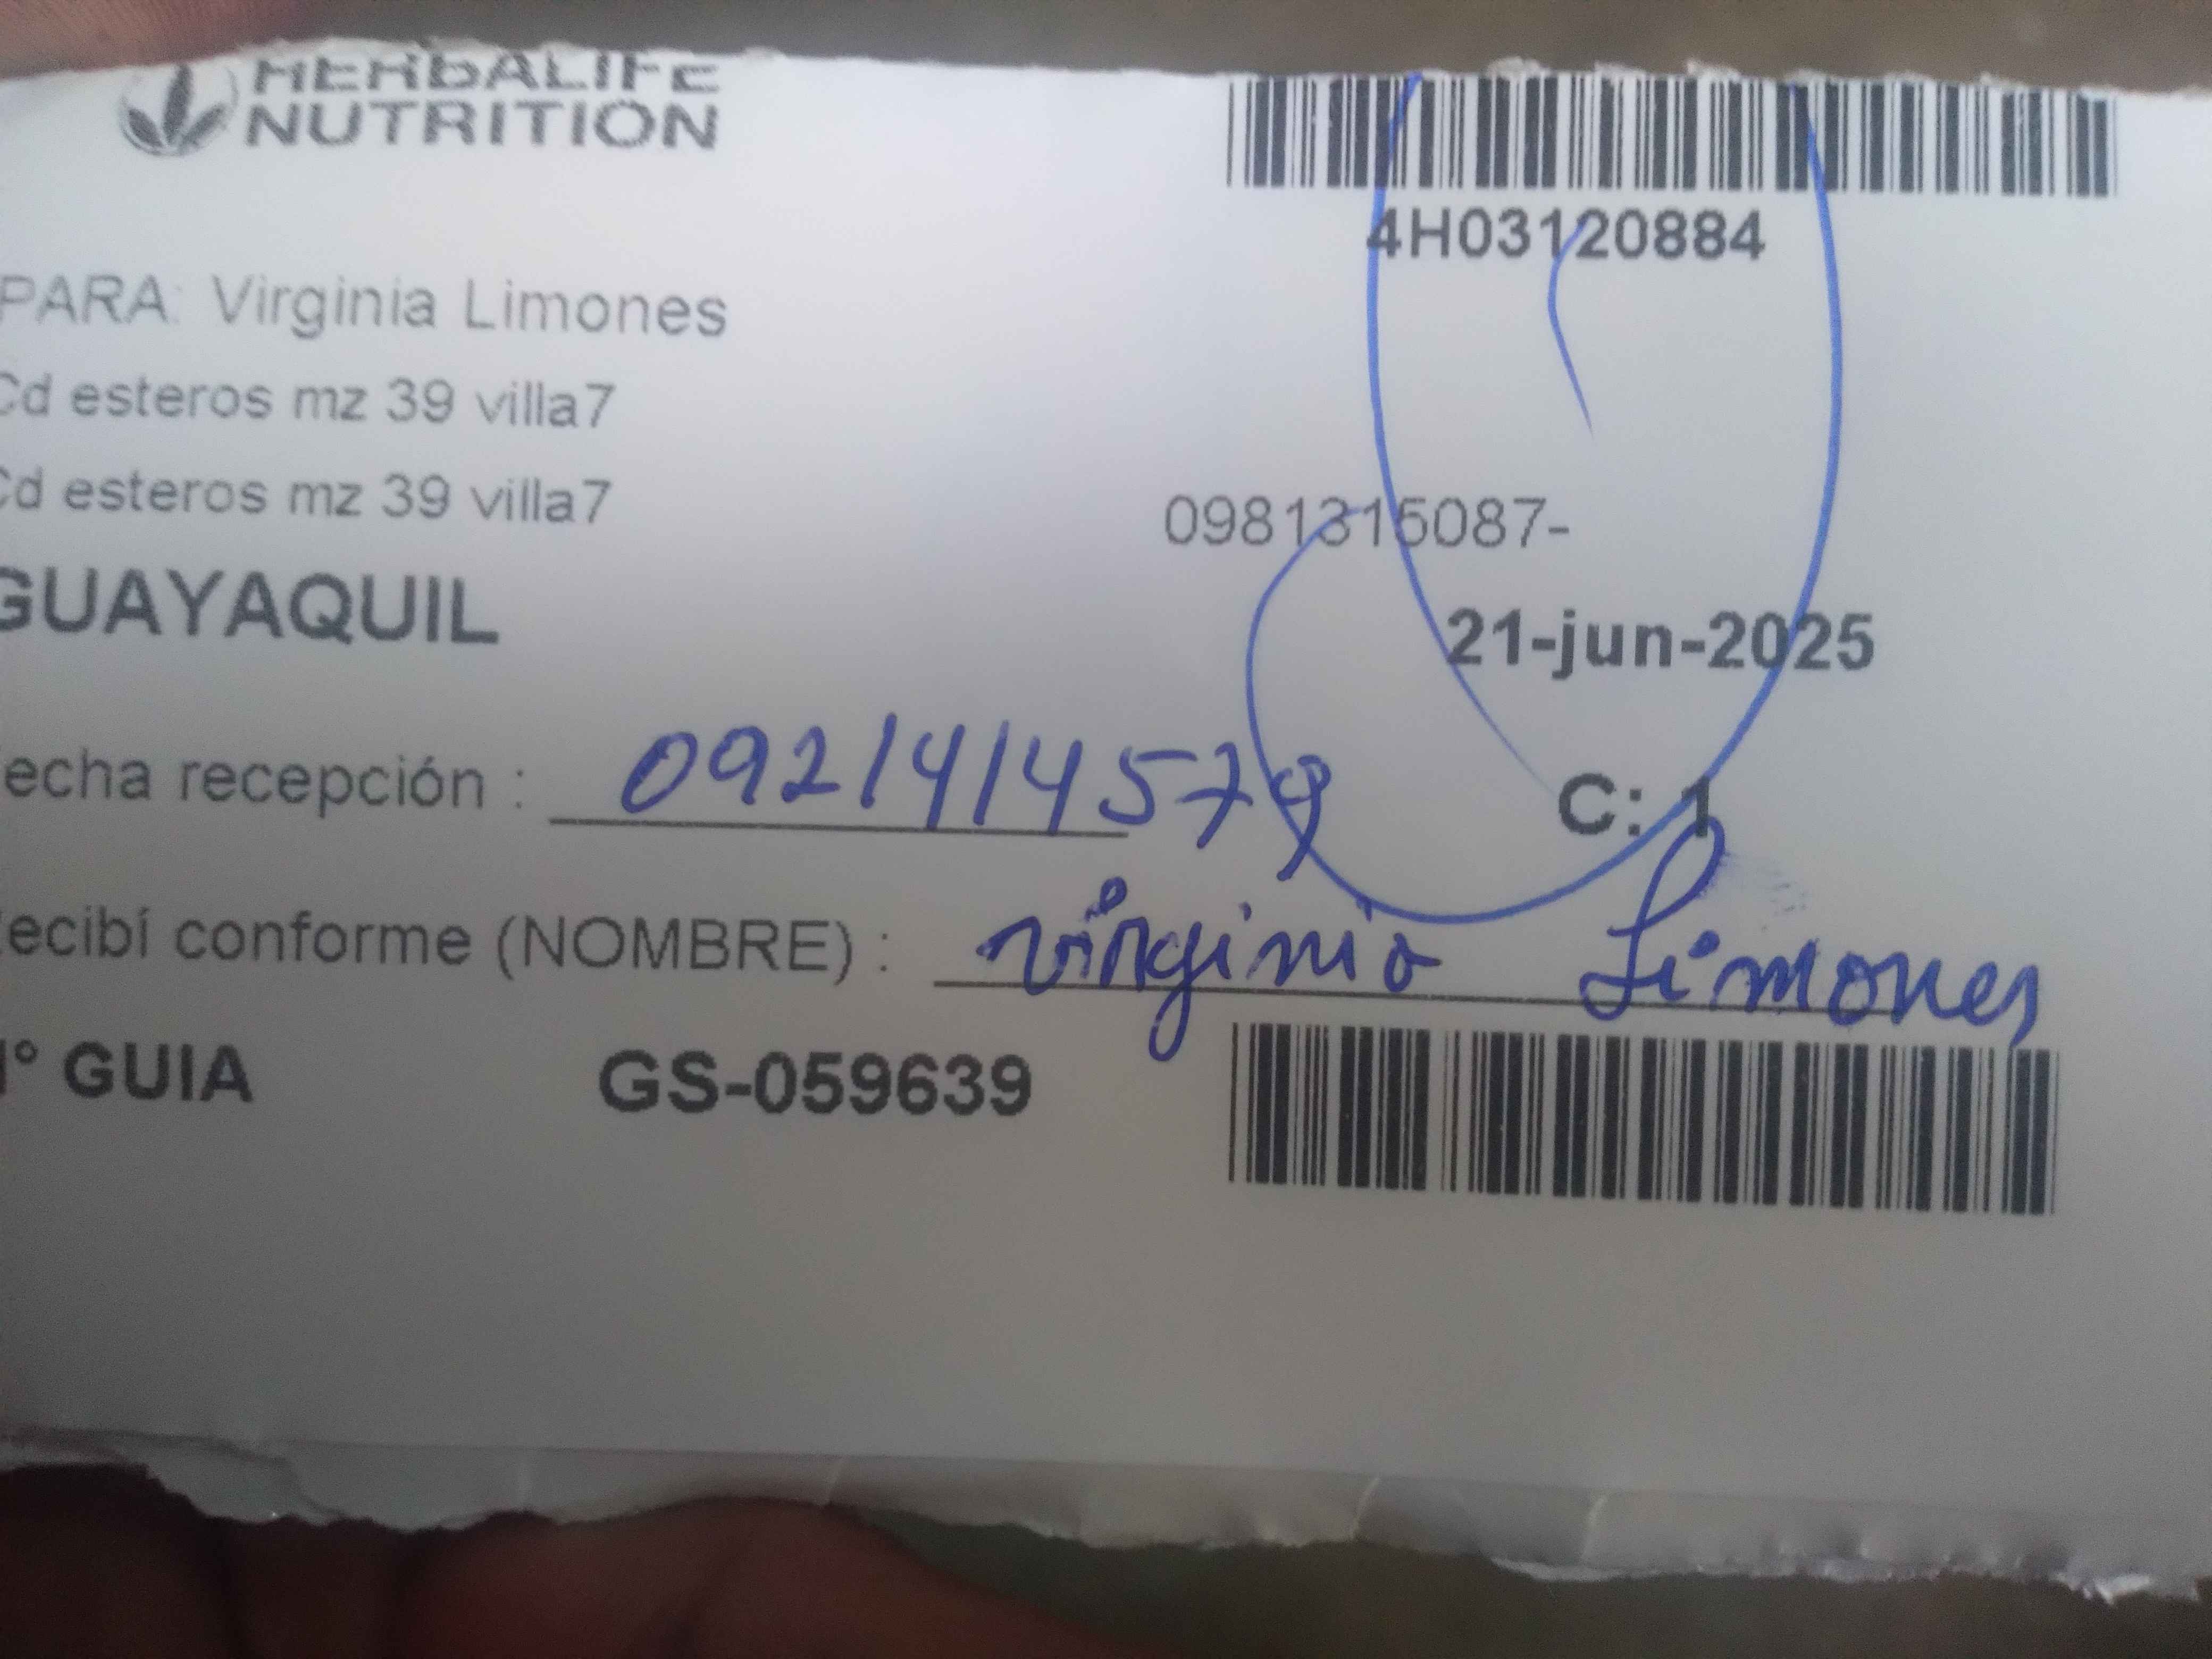 HERBALIFE
NUTRITION
4H03120884
PARA: Virginia Limones
Cd esteros mz 39 villa7
Cd esteros mz 39 villa7
0981315087-
GUAYAQUIL
21-jun-2025
echa recepción : 0921414579
C: 1
ecibí conforme (NOMBRE) : virginia Limones
N° GUIA GS-059639